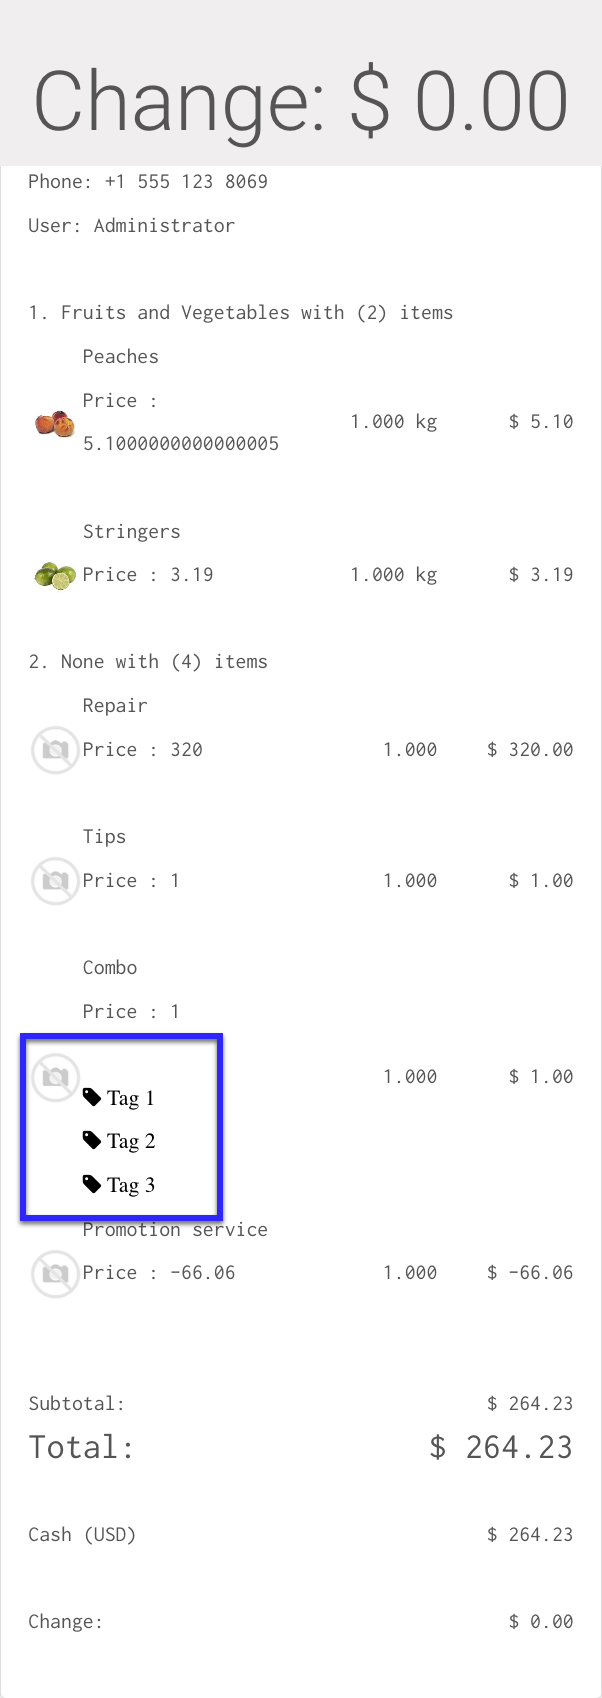 Change: $ 0.00
Phone: +1 555 123 8069
User: Administrator
1. Fruits and Vegetables with (2) items
Peaches
Price :
5.1000000000000005 1.000 kg $ 5.10
Stringers
Price : 3.19 1.000 kg $ 3.19
2. None with (4) items
Repair
Price : 320 1.000 $ 320.00
Tips
Price : 1 1.000 $ 1.00
Combo
Price : 1
1.000 $ 1.00
Tag 1
Tag 2
Tag 3
Promotion service
Price : -66.06 1.000 $ -66.06
Subtotal: $ 264.23
Total: $ 264.23
Cash (USD) $ 264.23
Change: $ 0.00